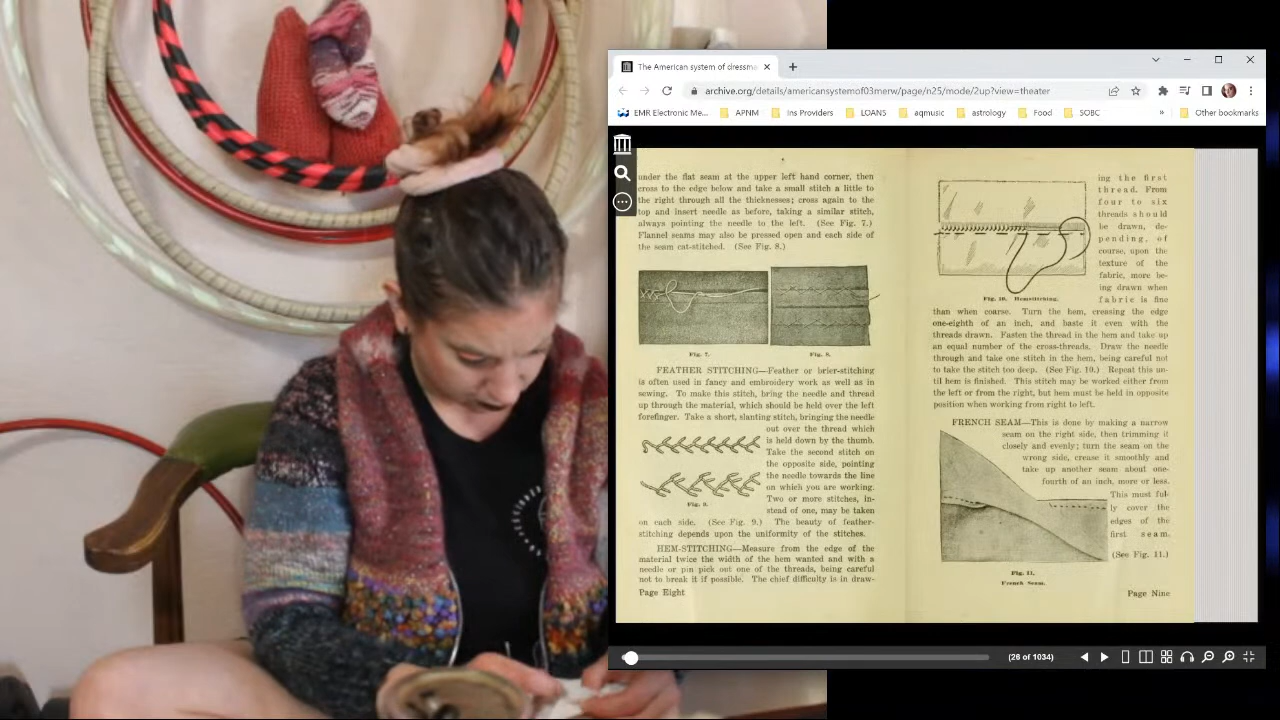 The American system of dressma
archive.org/details/americansystemof03merw/page/n25/mode/2up?view=theater
EMR Electronic Me...
APNM
Ins Providers
LOANS
aqmusic
astrology
Food
SOBC
»
Other bookmarks
under the flat seam at the upper left hand corner, then
cross to the edge below and take a small stitch a little to
the right through all the thicknesses; cross again to the
top and insert needle as before, taking a similar stitch,
always pointing the needle to the left. (See Fig. 7.)
Flannel seams may also be pressed open and each side of
the seam cat-stitched. (See Fig. 8.)
Fig. 7.
Fig. 8.
FEATHER STITCHING—Feather or brier-stitching
is often used in fancy and embroidery work as well as in
sewing. To make this stitch, bring the needle and thread
up through the material, which should be held over the left
forefinger. Take a short, slanting stitch, bringing the needle
out over the thread which
is held down by the thumb.
Take the second stitch on
the opposite side, pointing
the needle towards the line
on which you are working.
Two or more stitches, in-
stead of one, may be taken
Fig. 9.
on each side. (See Fig. 9.) The beauty of feather-
stitching depends upon the uniformity of the stitches.
HEM-STITCHING—Measure from the edge of the
material twice the width of the hem wanted and with a
needle or pin pick out one of the threads, being careful
not to break it if possible. The chief difficulty is in draw-
Page Eight
ing the first
thread. From
four to six
threads should
be drawn, de-
pending, of
course, upon the
texture of the
fabric, more be-
ing drawn when
fabric is fine
Fig. 10. Hemstitching.
than when coarse. Turn the hem, creasing the edge
one-eighth of an inch, and baste it even with the
threads drawn. Fasten the thread in the hem and take up
an equal number of the cross-threads. Draw the needle
through and take one stitch in the hem, being careful not
to take the stitch too deep. (See Fig. 10.) Repeat this un-
til hem is finished. This stitch may be worked either from
the left or from the right, but hem must be held in opposite
position when working from right to left.
FRENCH SEAM—This is done by making a narrow
seam on the right side, then trimming it
closely and evenly; turn the seam on the
wrong side, crease it smoothly and
take up another seam about one-
fourth of an inch, more or less.
This must ful-
ly cover the
edges of the
first seam.
(See Fig. 11.)
Fig. 11.
French Seam.
Page Nine
(26 of 1034)